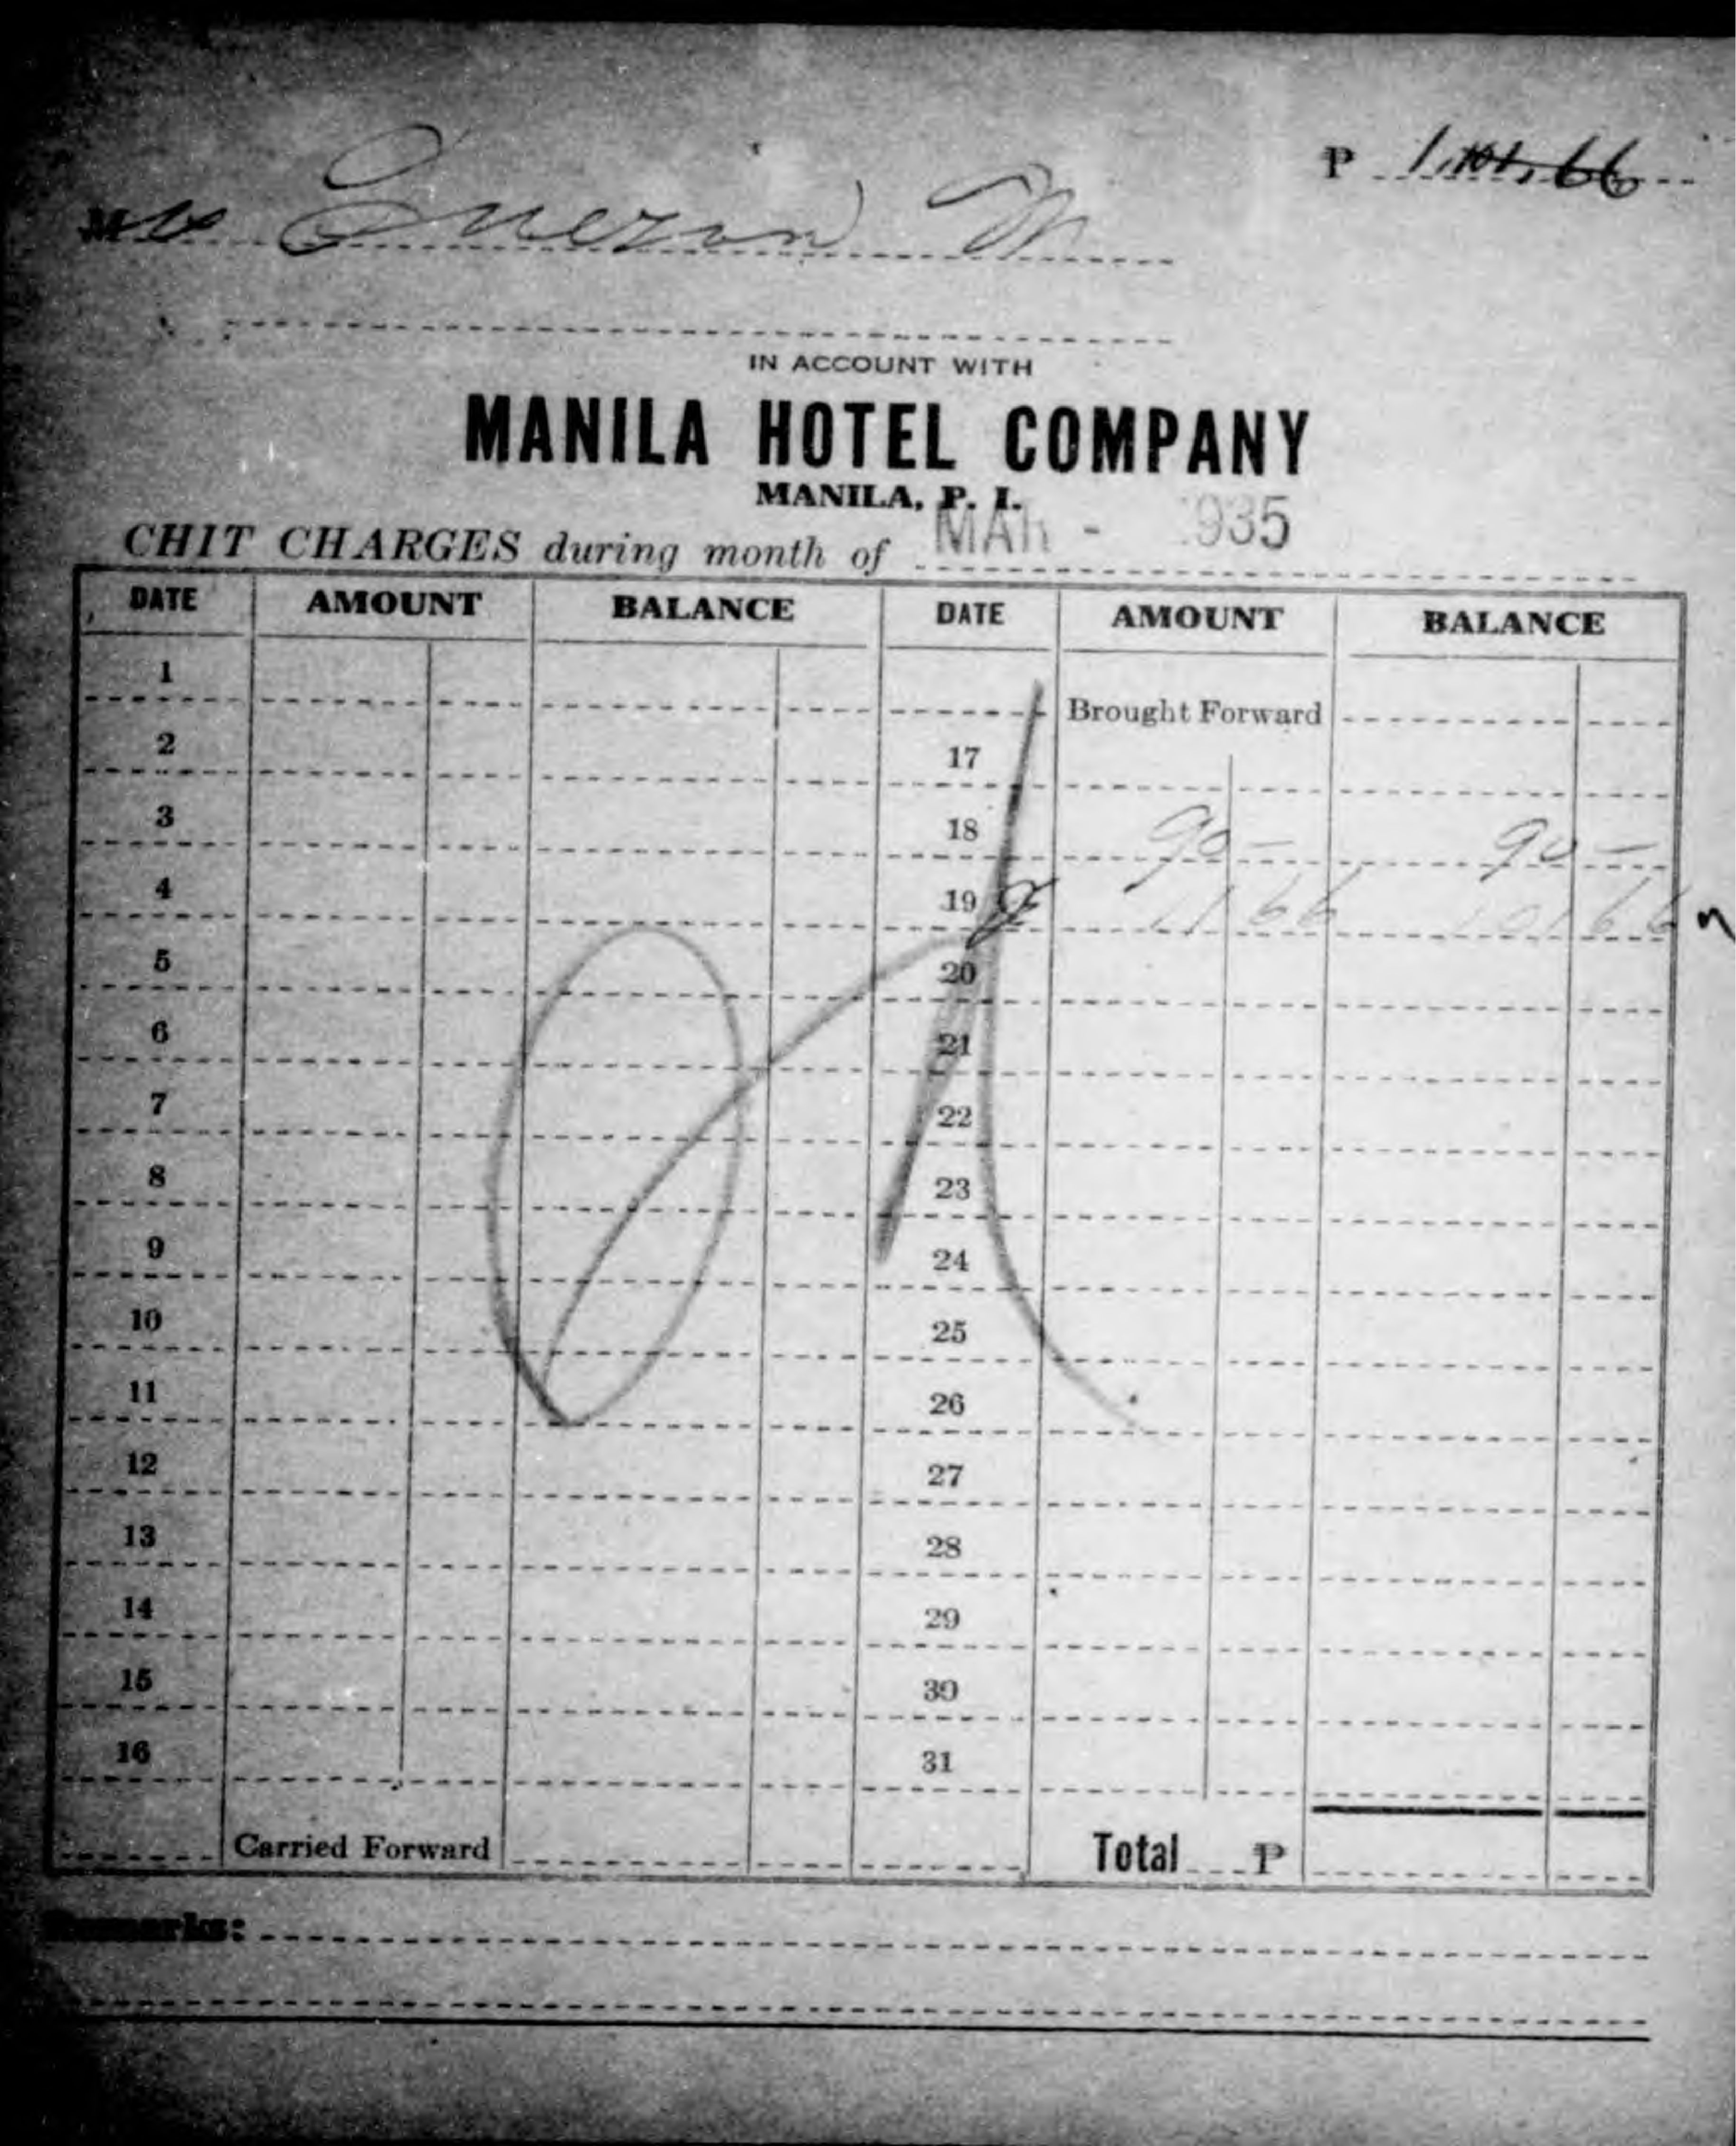 P
M
IN ACCOUNT WITH
MANILA HOTEL COMPANY
MANILA, P. I.
CHIT CHARGES during month of MAR - 1935
DATE AMOUNT BALANCE DATE AMOUNT BALANCE
1 Brought Forward
2 17
3 18 90 — 90 —
4 19 11 66 101 66
5 20
6 21
7 22
8 23
9 24
10 25
11 26
12 27
13 28
14 29
15 30
16 31
Carried Forward Total P
Remarks: